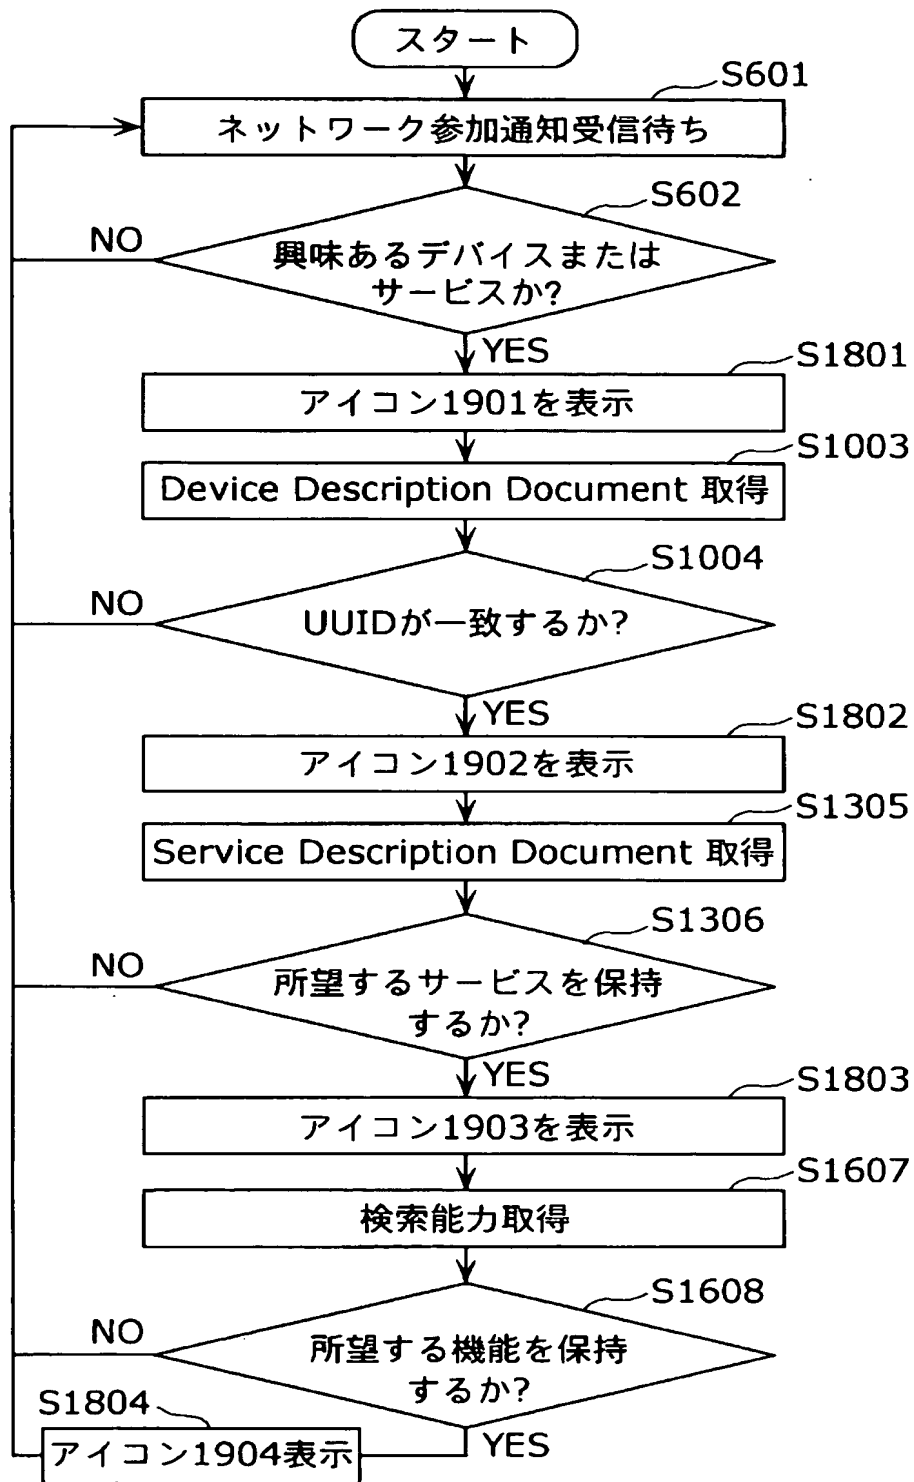 スタート
S601
ネットワーク参加通知受信待ち
S602
NO
興味あるデバイスまたは
サービスか?
YES
S1801
アイコン1901を表示
S1003
Device Description Document 取得
S1004
NO
UUIDが一致するか?
YES
S1802
アイコン1902を表示
S1305
Service Description Document 取得
S1306
NO
所望するサービスを保持
するか?
YES
S1803
アイコン1903を表示
S1607
検索能力取得
S1608
NO
所望する機能を保持
するか?
S1804
YES
アイコン1904表示